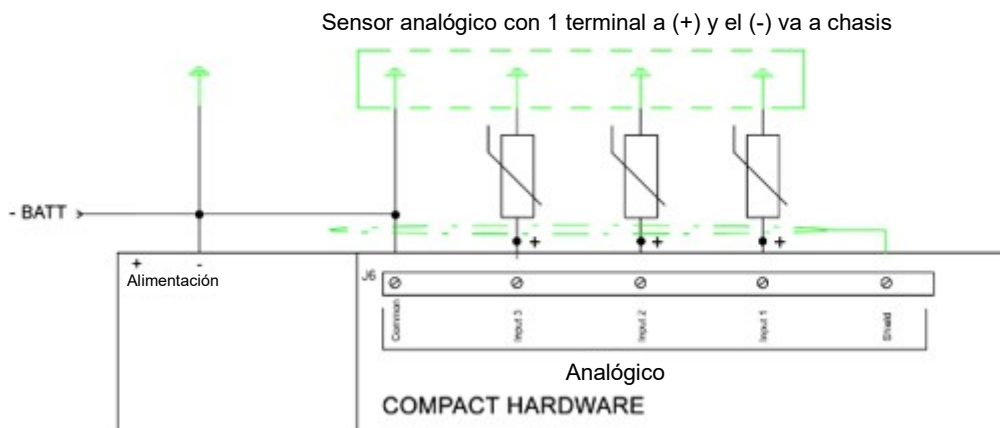 Sensor analógico con 1 terminal a (+) y el (-) va a chasis
- BATT
+ + +
+ -
Alimentación
J6
Common
Input 3
Input 2
Input 1
Shield
Analógico
COMPACT HARDWARE